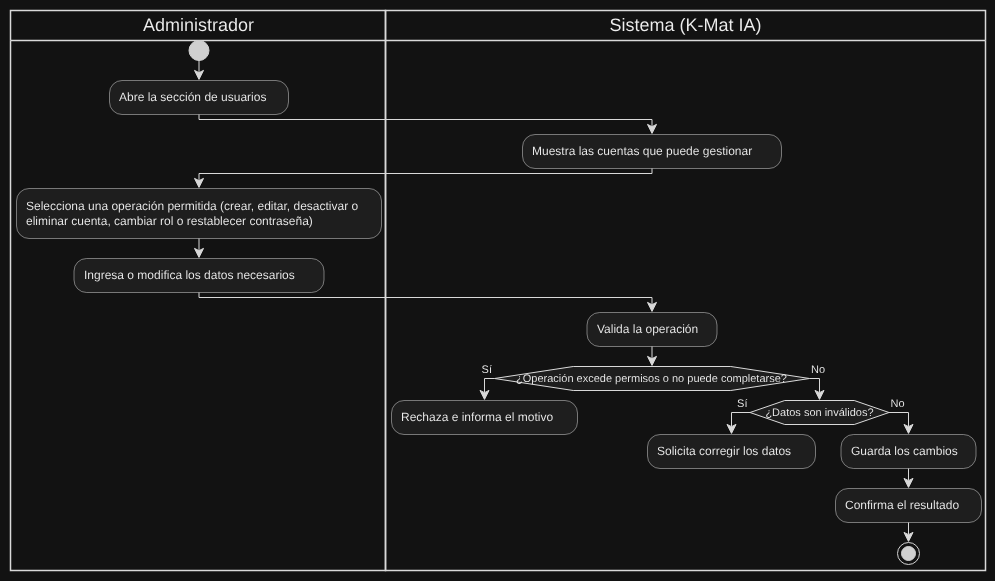 Administrador
Sistema (K-Mat IA)
Abre la sección de usuarios
Muestra las cuentas que puede gestionar
Selecciona una operación permitida (crear, editar, desactivar o
eliminar cuenta, cambiar rol o restablecer contraseña)
Ingresa o modifica los datos necesarios
Valida la operación
Sí
¿Operación excede permisos o no puede completarse?
No
Rechaza e informa el motivo
Sí
¿Datos son inválidos?
No
Solicita corregir los datos
Guarda los cambios
Confirma el resultado